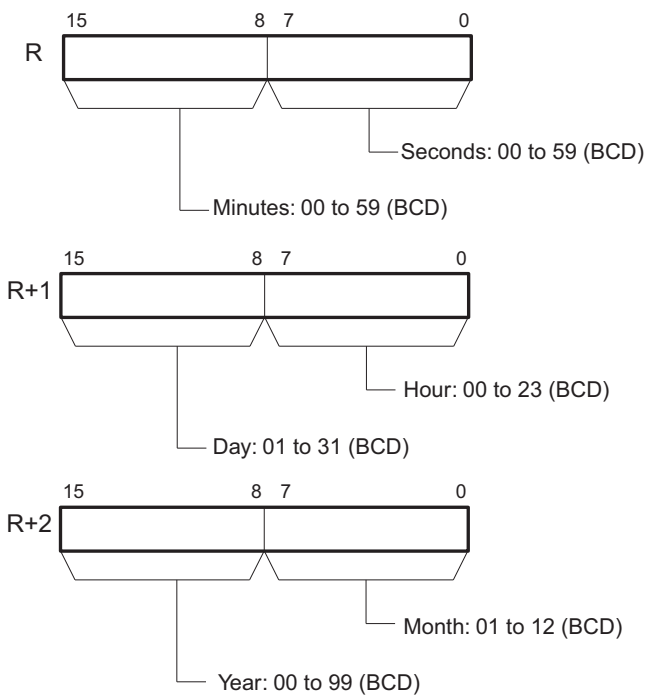 15 8 7 0
R
Seconds: 00 to 59 (BCD)
Minutes: 00 to 59 (BCD)
15 8 7 0
R+1
Hour: 00 to 23 (BCD)
Day: 01 to 31 (BCD)
15 8 7 0
R+2
Month: 01 to 12 (BCD)
Year: 00 to 99 (BCD)